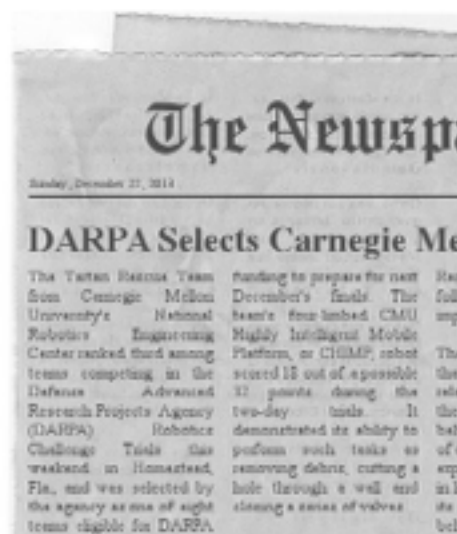 The Newspa
Sunday, December 22, 2013
DARPA Selects Carnegie Me
The Tartan Rescue Team
from Carnegie Mellon
University's National
Robotics Engineering
Center ranked third among
teams competing in the
Defense Advanced
Research Projects Agency
(DARPA) Robotics
Challenge Trials this
weekend in Homestead,
Fla., and was selected by
the agency as one of eight
teams eligible for DARPA
funding to prepare for next
December's finals. The
team's four-limbed CMU
Highly Intelligent Mobile
Platform, or CHIMP, robot
scored 18 out of a possible
32 points during the
two-day trials. It
demonstrated its ability to
perform such tasks as
removing debris, cutting a
hole through a wall and
closing a series of valves.